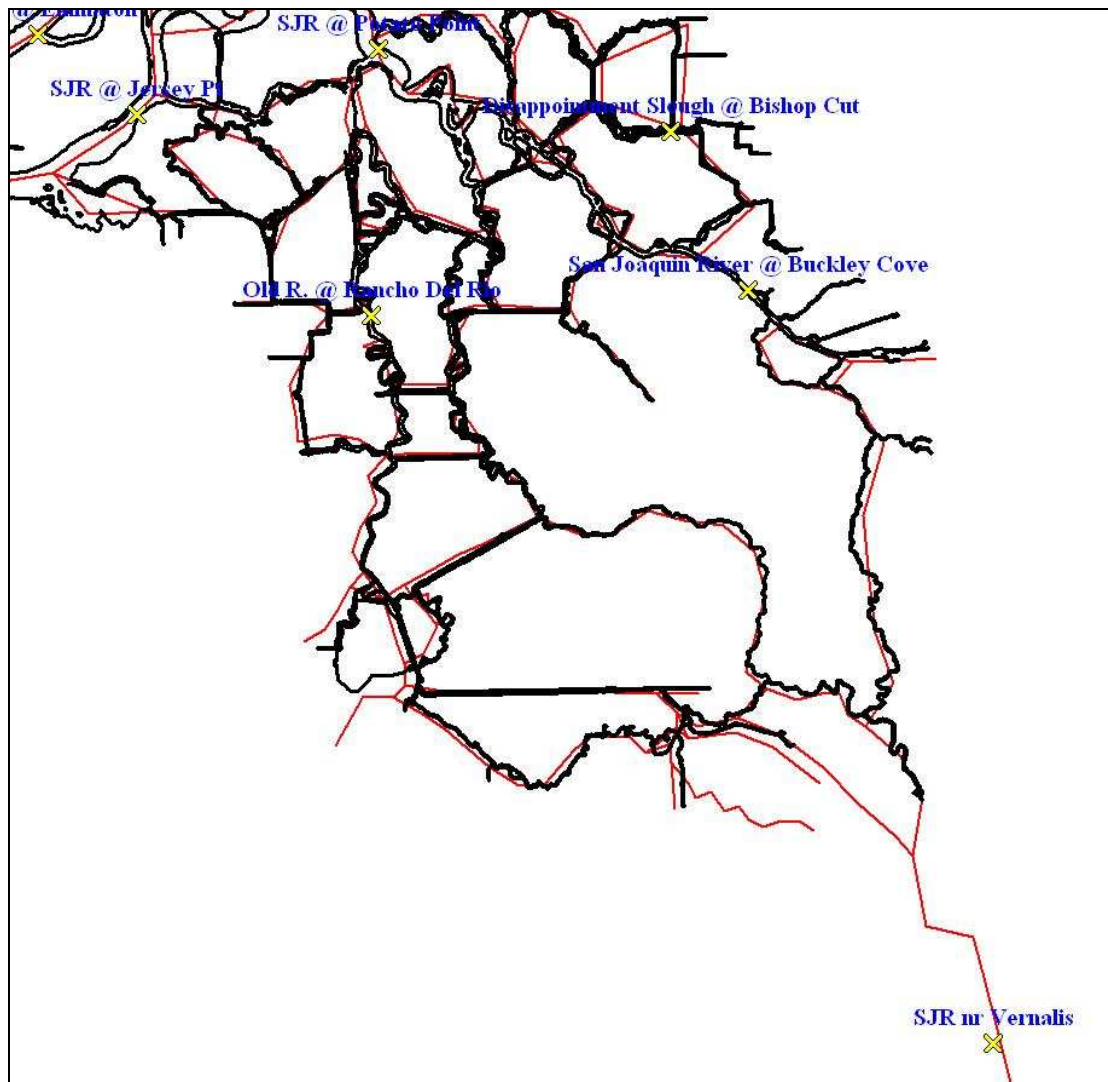 SJR @ Potato Point
SJR @ Jersey Pt
Disappointment Slough @ Bishop Cut
San Joaquin River @ Buckley Cove
Old R. @ Rancho Del Rio
SJR nr Vernalis